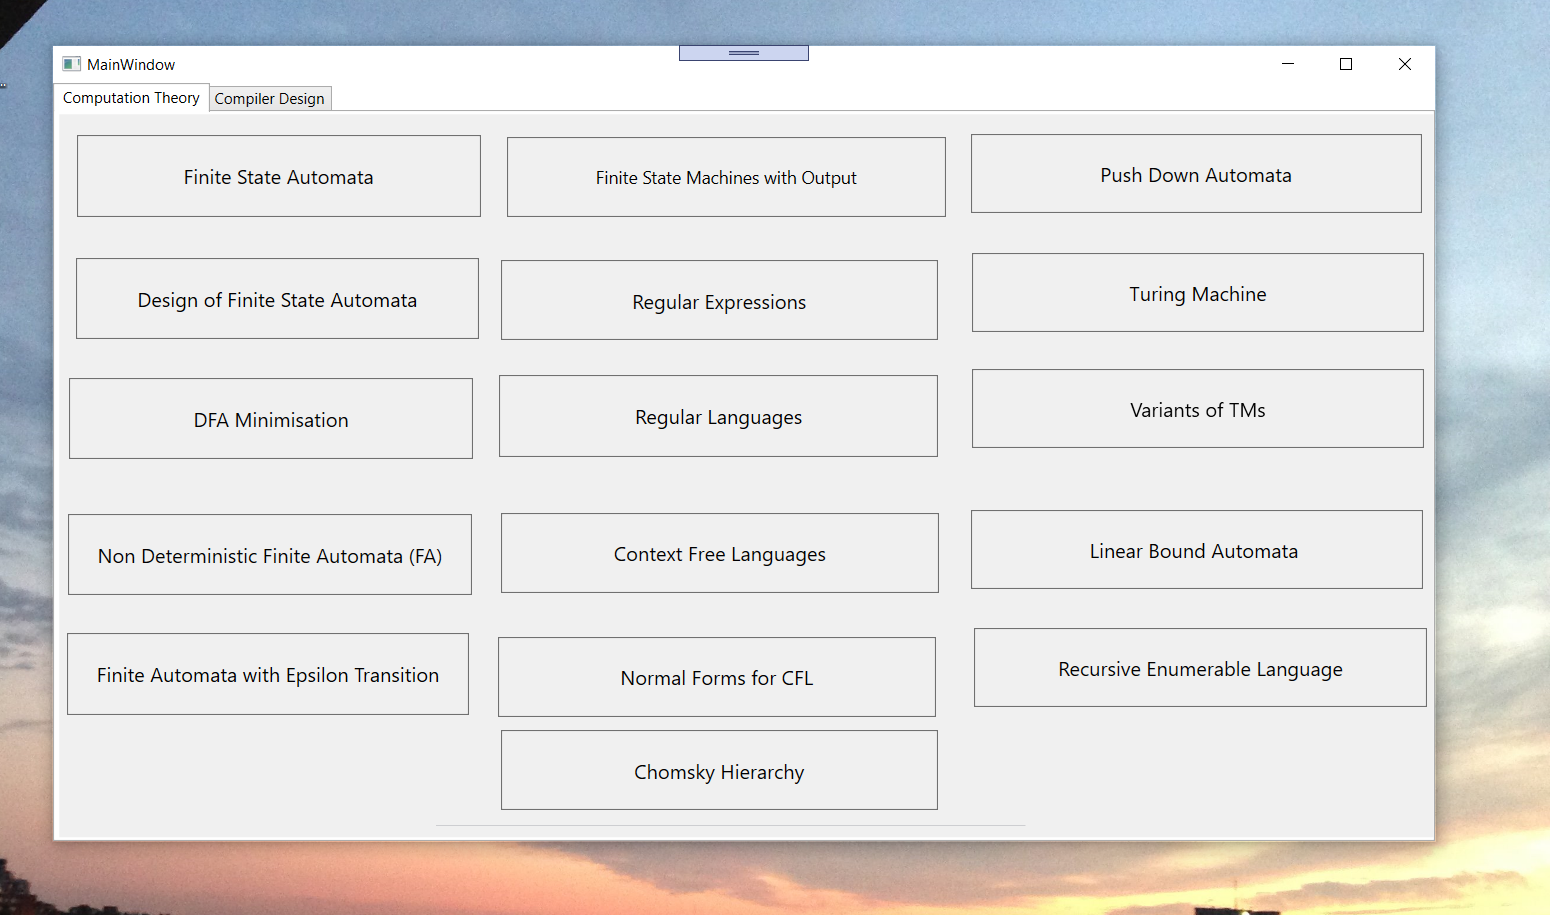 MainWindow
Computation Theory
Compiler Design
Finite State Automata
Finite State Machines with Output
Push Down Automata
Design of Finite State Automata
Regular Expressions
Turing Machine
DFA Minimisation
Regular Languages
Variants of TMs
Non Deterministic Finite Automata (FA)
Context Free Languages
Linear Bound Automata
Finite Automata with Epsilon Transition
Normal Forms for CFL
Recursive Enumerable Language
Chomsky Hierarchy